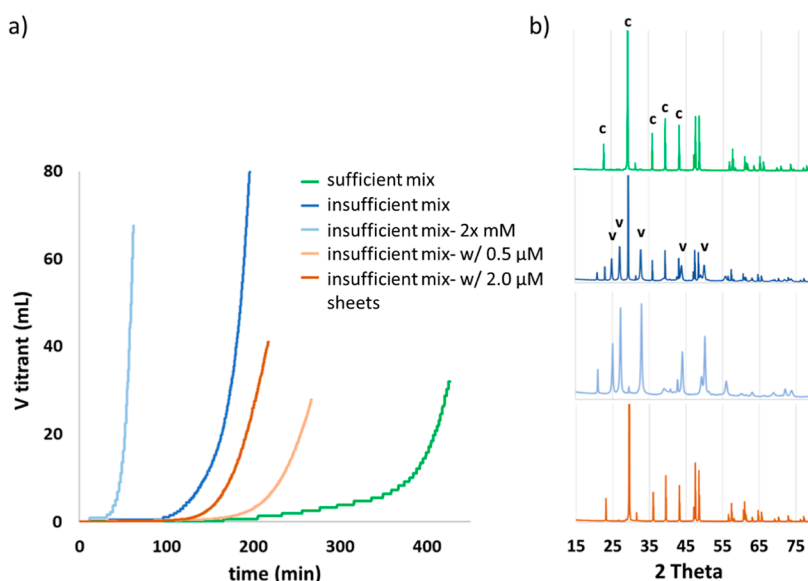 a)
b)
V titrant (mL)
80
60
40
20
0
0 100 200 300 400
time (min)
sufficient mix
insufficient mix
insufficient mix- 2x mM
insufficient mix- w/ 0.5 μM
insufficient mix- w/ 2.0 μM
sheets
c
c c c c
v v v v v
15 25 35 45 55 65 75
2 Theta